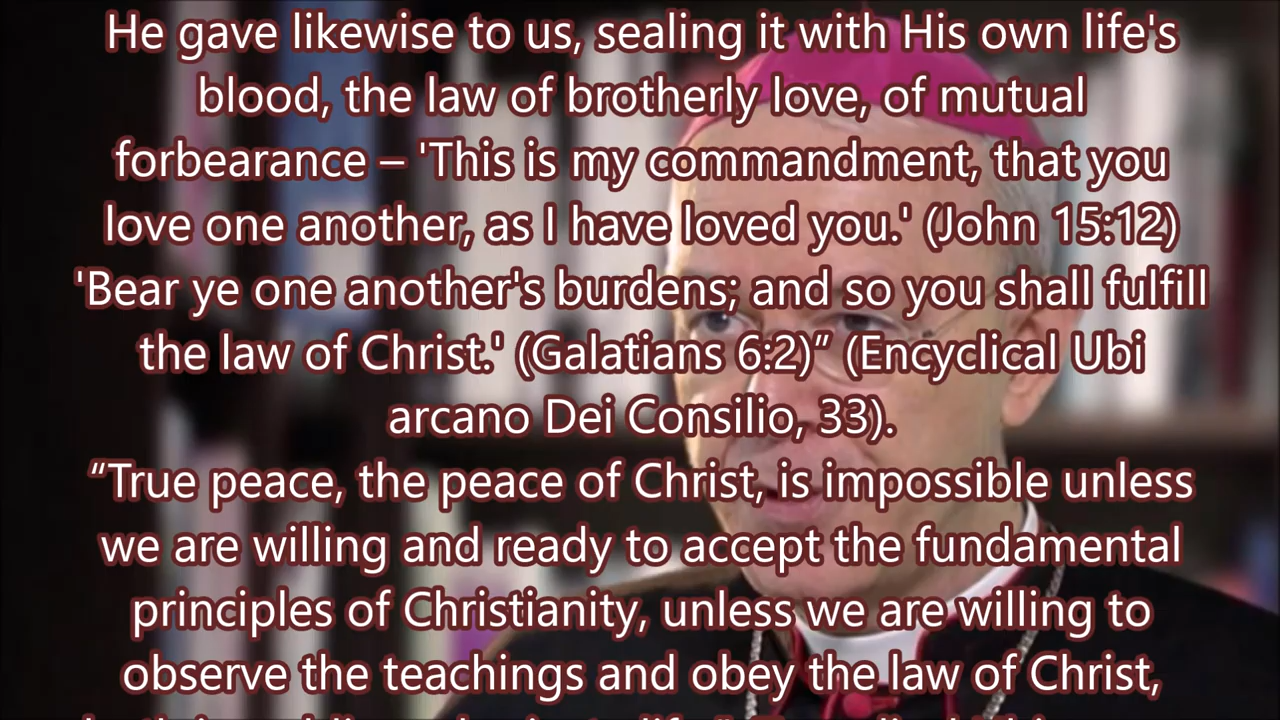 He gave likewise to us, sealing it with His own life's
blood, the law of brotherly love, of mutual
forbearance – 'This is my commandment, that you
love one another, as I have loved you.' (John 15:12)
'Bear ye one another's burdens; and so you shall fulfill
the law of Christ.' (Galatians 6:2)” (Encyclical Ubi
arcano Dei Consilio, 33).
“True peace, the peace of Christ, is impossible unless
we are willing and ready to accept the fundamental
principles of Christianity, unless we are willing to
observe the teachings and obey the law of Christ,